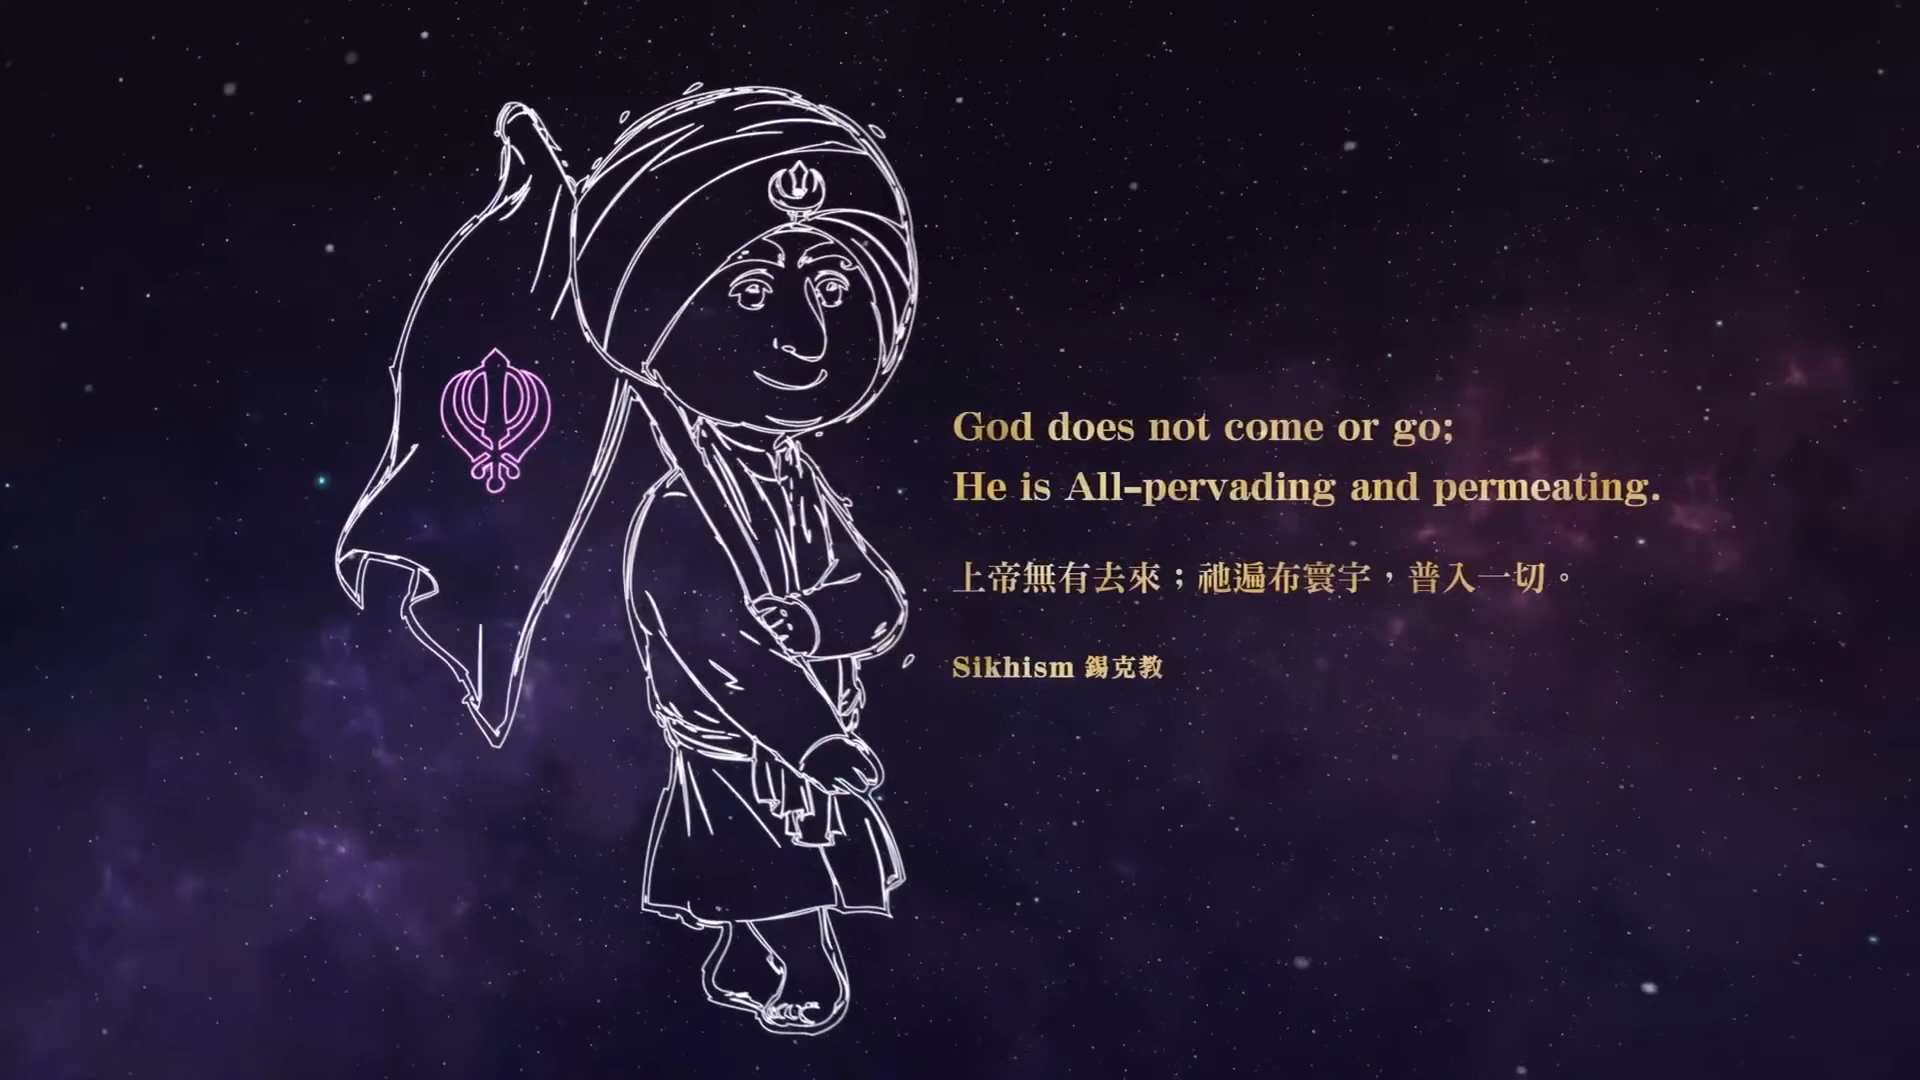 God does not come or go;
He is All-pervading and permeating.
上帝無有去來；祂遍布寰宇，普入一切。
Sikhism 錫克教